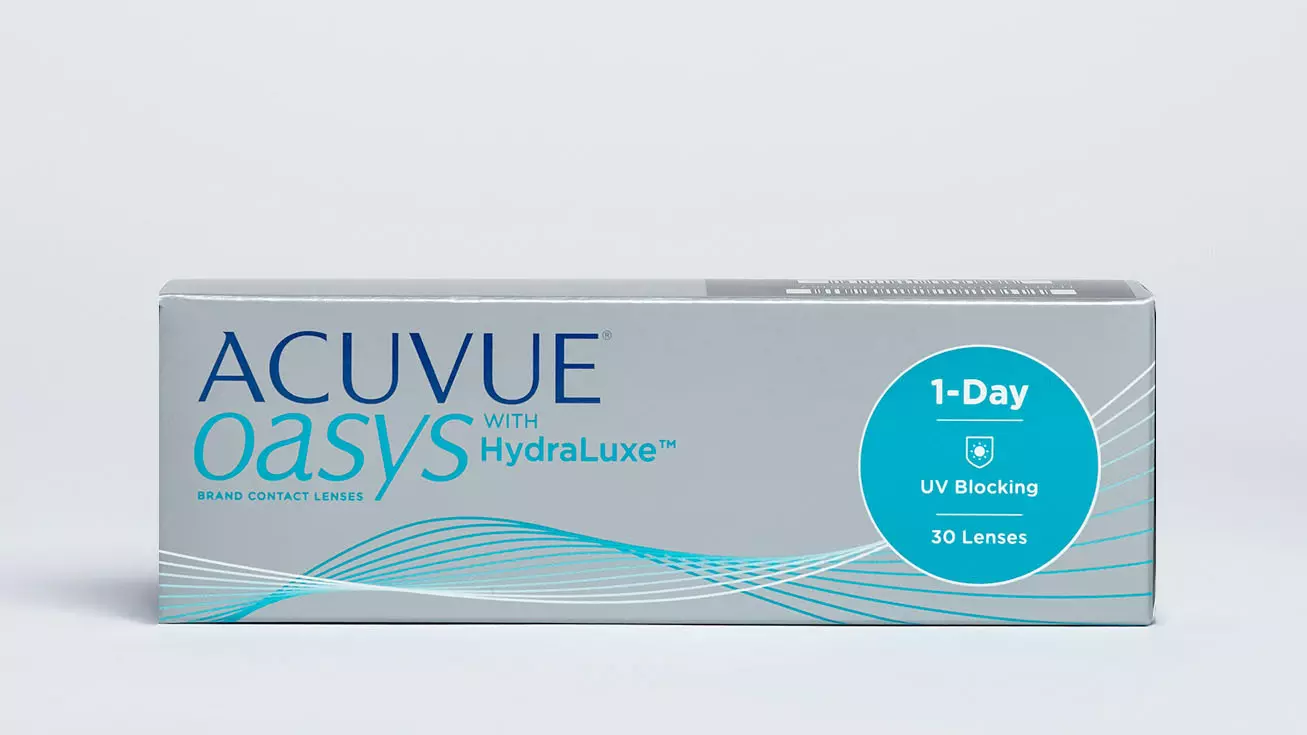 ACUVUE®
oasys WITH
HydraLuxe™
BRAND CONTACT LENSES
1-Day
UV Blocking
30 Lenses